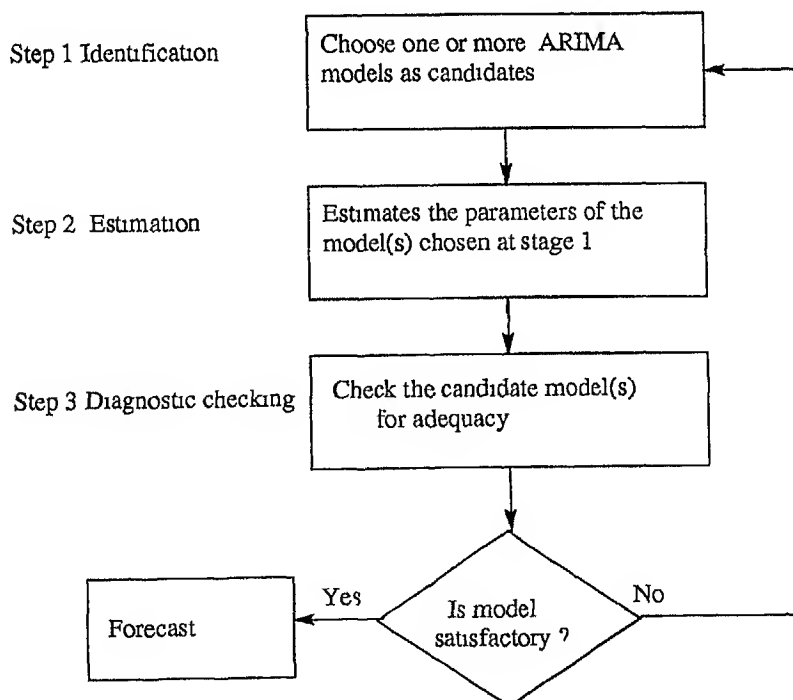 Step 1 Identification
Choose one or more ARIMA
models as candidates
Step 2 Estimation
Estimates the parameters of the
model(s) chosen at stage 1
Step 3 Diagnostic checking
Check the candidate model(s)
for adequacy
Is model
satisfactory ?
Yes
No
Forecast